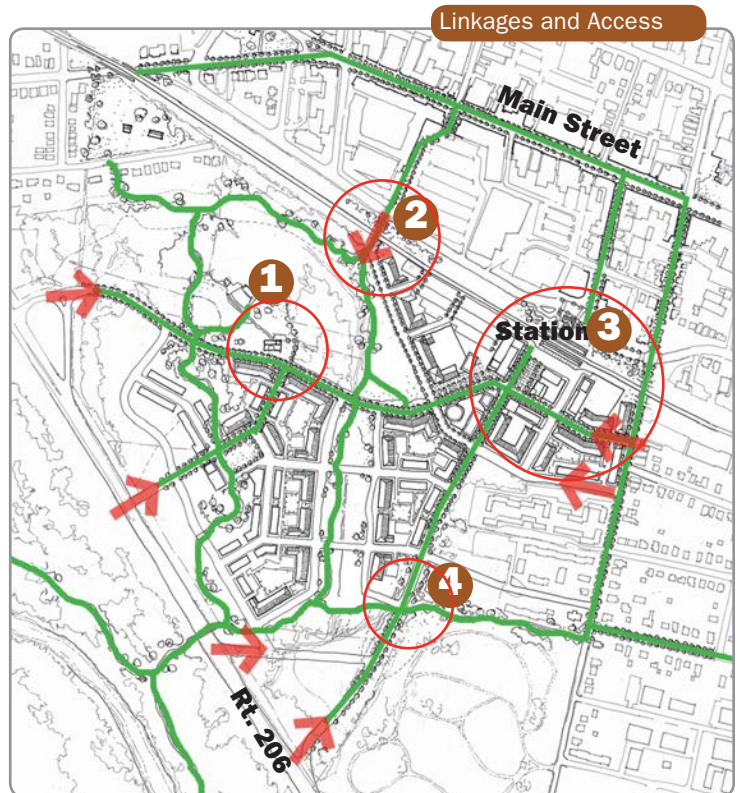 Linkages and Access
Main Street
2
1
Station
3
4
Rt. 206